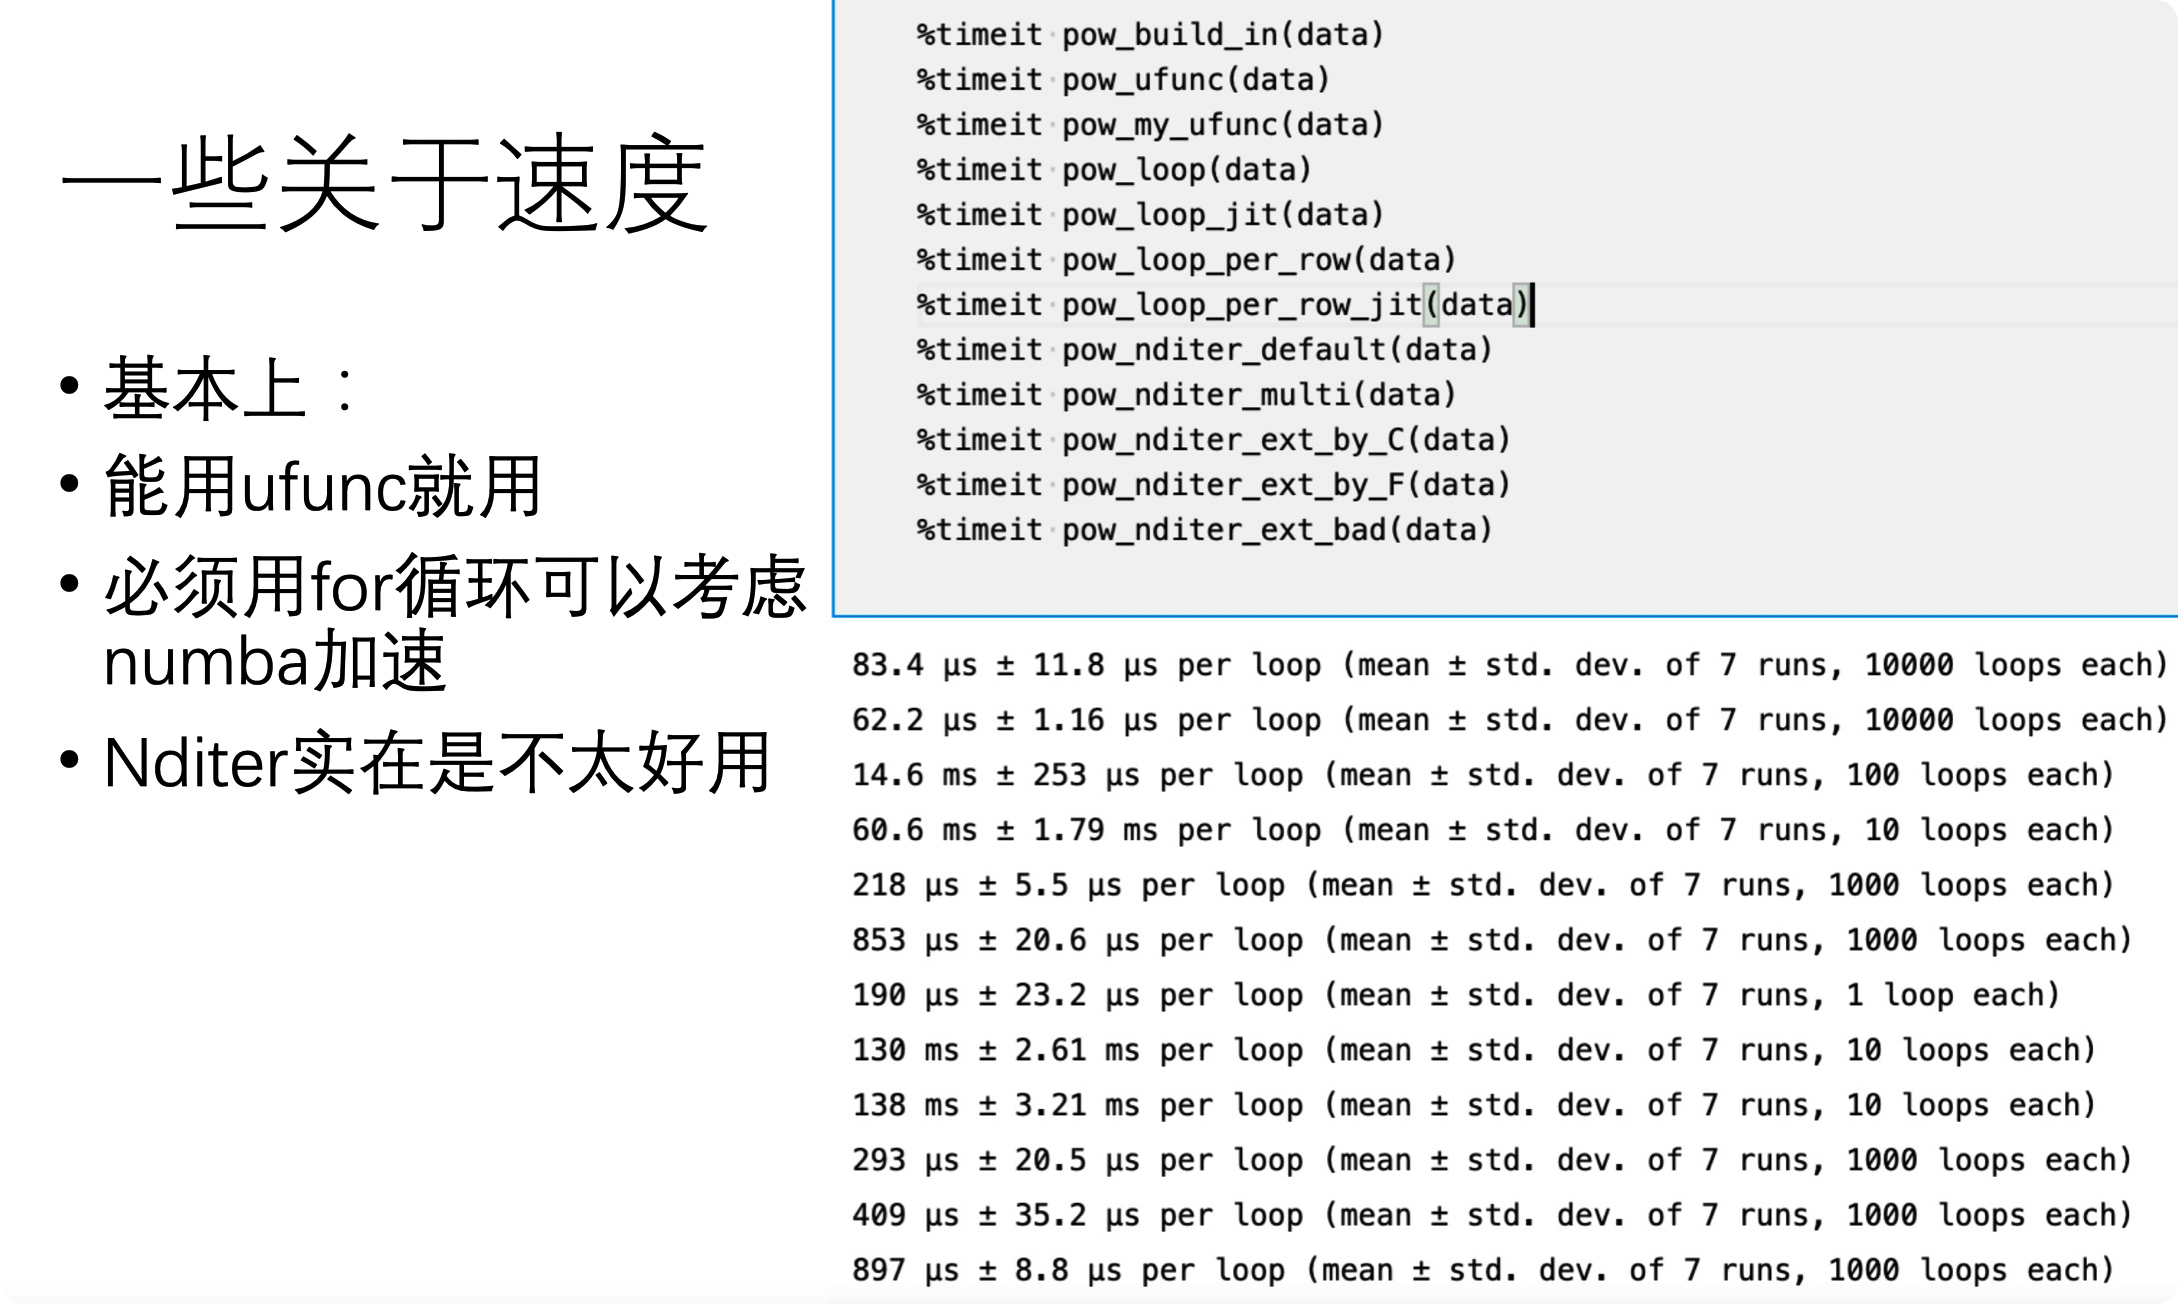 一些关于速度
• 基本上：
• 能用ufunc就用
• 必须用for循环可以考虑
numba加速
• Nditer实在是不太好用
%timeit pow_build_in(data)
%timeit pow_ufunc(data)
%timeit pow_my_ufunc(data)
%timeit pow_loop(data)
%timeit pow_loop_jit(data)
%timeit pow_loop_per_row(data)
%timeit pow_loop_per_row_jit(data)
%timeit pow_nditer_default(data)
%timeit pow_nditer_multi(data)
%timeit pow_nditer_ext_by_C(data)
%timeit pow_nditer_ext_by_F(data)
%timeit pow_nditer_ext_bad(data)
83.4 µs ± 11.8 µs per loop (mean ± std. dev. of 7 runs, 10000 loops each)
62.2 µs ± 1.16 µs per loop (mean ± std. dev. of 7 runs, 10000 loops each)
14.6 ms ± 253 µs per loop (mean ± std. dev. of 7 runs, 100 loops each)
60.6 ms ± 1.79 ms per loop (mean ± std. dev. of 7 runs, 10 loops each)
218 µs ± 5.5 µs per loop (mean ± std. dev. of 7 runs, 1000 loops each)
853 µs ± 20.6 µs per loop (mean ± std. dev. of 7 runs, 1000 loops each)
190 µs ± 23.2 µs per loop (mean ± std. dev. of 7 runs, 1 loop each)
130 ms ± 2.61 ms per loop (mean ± std. dev. of 7 runs, 10 loops each)
138 ms ± 3.21 ms per loop (mean ± std. dev. of 7 runs, 10 loops each)
293 µs ± 20.5 µs per loop (mean ± std. dev. of 7 runs, 1000 loops each)
409 µs ± 35.2 µs per loop (mean ± std. dev. of 7 runs, 1000 loops each)
897 µs ± 8.8 µs per loop (mean ± std. dev. of 7 runs, 1000 loops each)